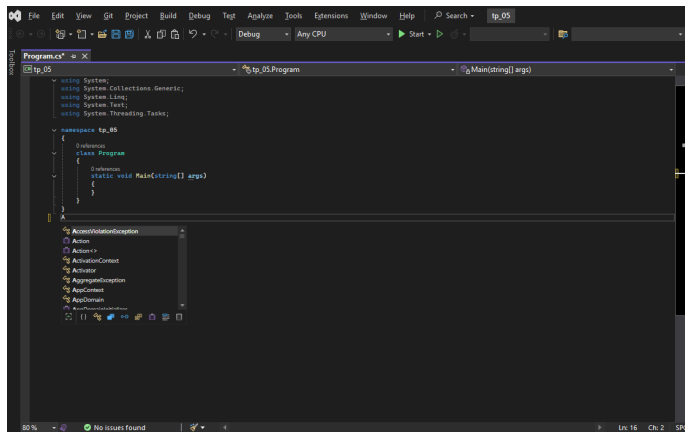 File Edit View Git Project Build Debug Test Analyze Tools Extensions Window Help Search tp_05
Debug Any CPU Start
Toolbox
Program.cs*
tp_05 tp_05.Program Main(string[] args)
using System;
using System.Collections.Generic;
using System.Linq;
using System.Text;
using System.Threading.Tasks;
namespace tp_05
{
0 references
class Program
{
0 references
static void Main(string[] args)
{
}
}
}
A
AccessViolationException
Action
Action<>
ActivationContext
Activator
AggregateException
AppContext
AppDomain
80 % No issues found Ln: 16 Ch: 2 SPC